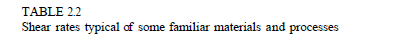 TABLE 2.2
Shear rates typical of some familiar materials and processes